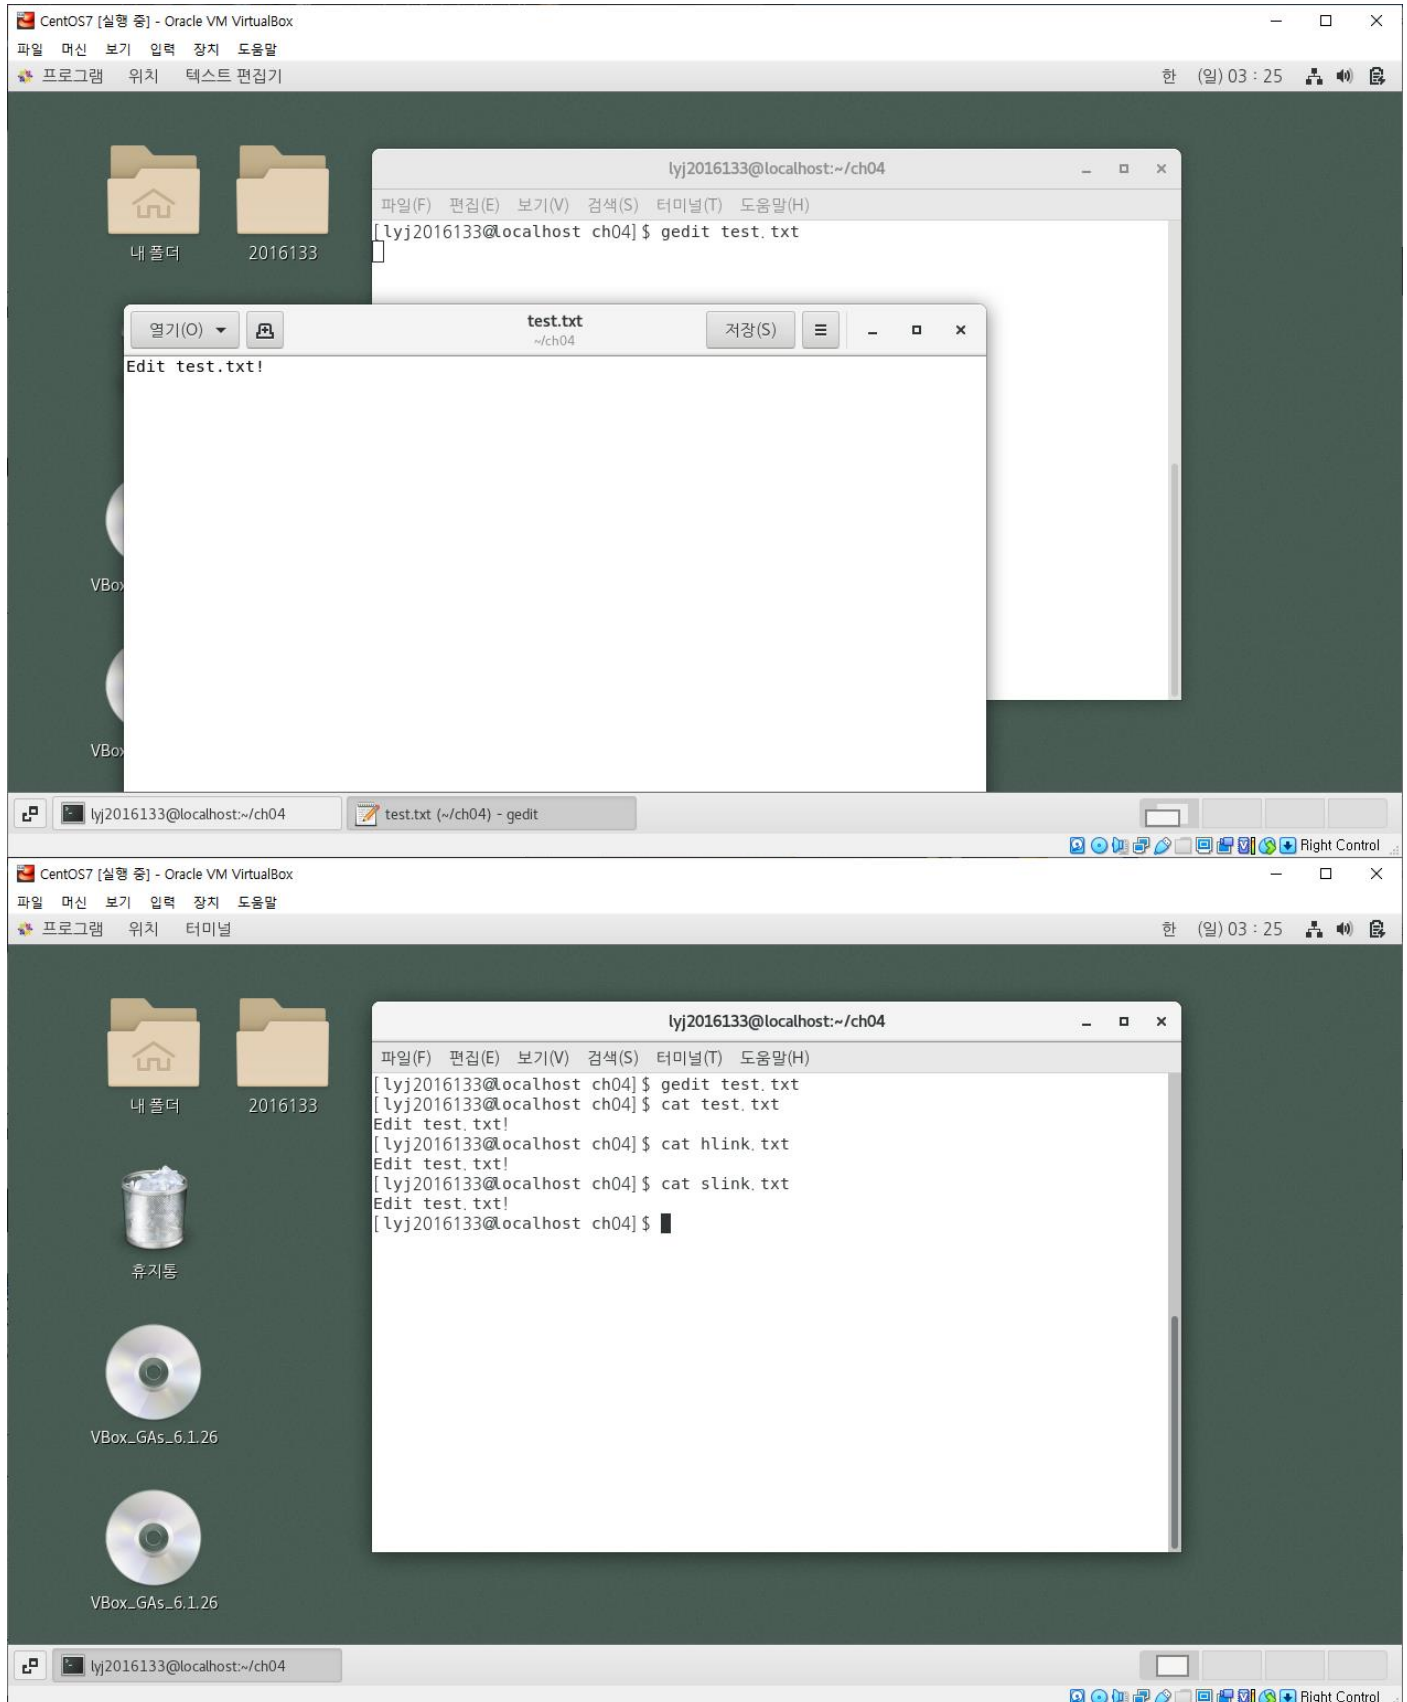 CentOS7 [실행 중] - Oracle VM VirtualBox
파일 머신 보기 입력 장치 도움말
프로그램 위치 텍스트 편집기 한 (일) 03 : 25
내 폴더 2016133
lyj2016133@localhost:~/ch04
파일(F) 편집(E) 보기(V) 검색(S) 터미널(T) 도움말(H)
[lyj2016133@localhost ch04]$ gedit test.txt
열기(O) test.txt 저장(S)
~/ch04
Edit test.txt!
VBox
VBox
lyj2016133@localhost:~/ch04 test.txt (~/ch04) - gedit
Right Control
CentOS7 [실행 중] - Oracle VM VirtualBox
파일 머신 보기 입력 장치 도움말
프로그램 위치 터미널 한 (일) 03 : 25
내 폴더 2016133
휴지통
VBox_GAs_6.1.26
VBox_GAs_6.1.26
lyj2016133@localhost:~/ch04
파일(F) 편집(E) 보기(V) 검색(S) 터미널(T) 도움말(H)
[lyj2016133@localhost ch04]$ gedit test.txt
[lyj2016133@localhost ch04]$ cat test.txt
Edit test.txt!
[lyj2016133@localhost ch04]$ cat hlink.txt
Edit test.txt!
[lyj2016133@localhost ch04]$ cat slink.txt
Edit test.txt!
[lyj2016133@localhost ch04]$
lyj2016133@localhost:~/ch04
Right Control